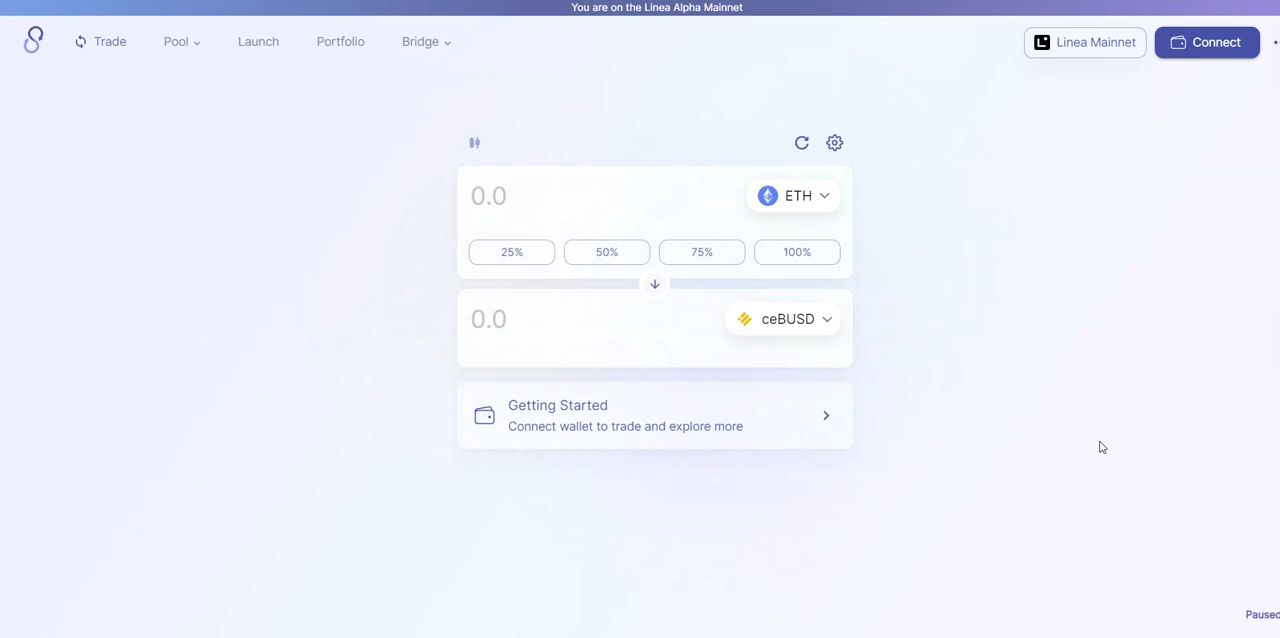 You are on the Linea Alpha Mainnet
Trade Pool Launch Portfolio Bridge Linea Mainnet Connect
0.0 ETH
25% 50% 75% 100%
0.0 ceBUSD
Getting Started
Connect wallet to trade and explore more
Paused